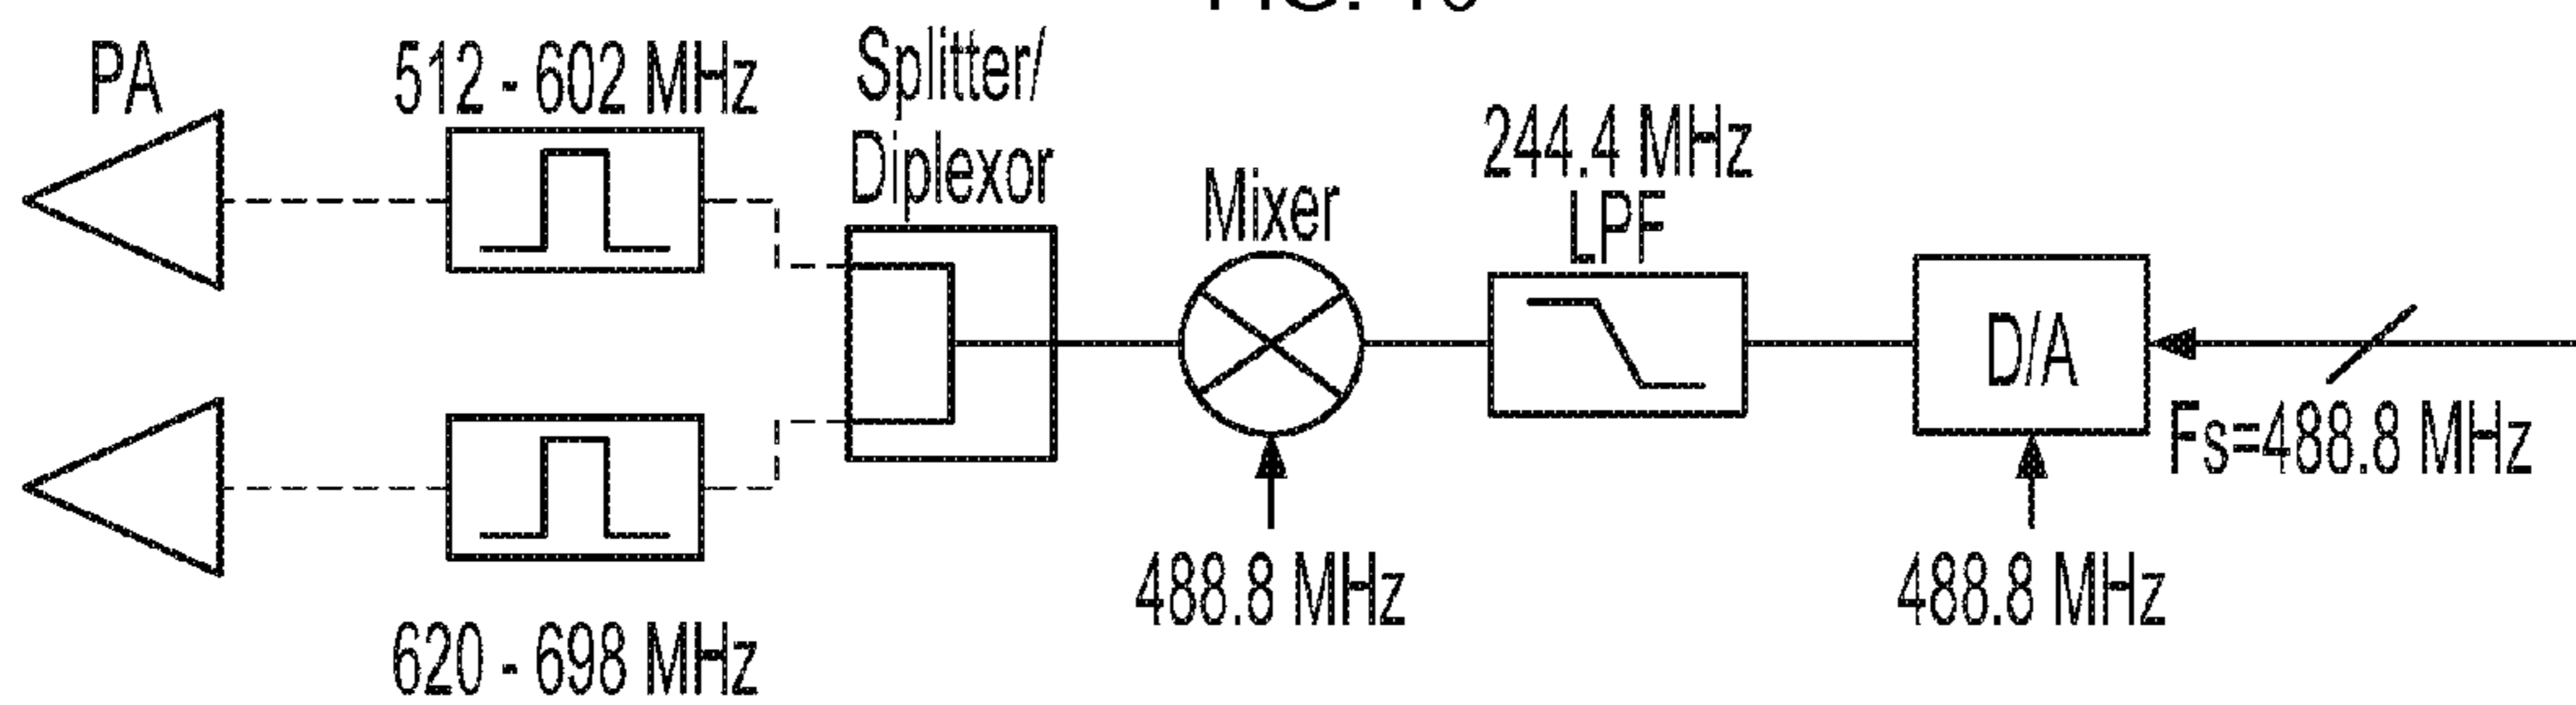 PA
512 - 602 MHz
Splitter/
Diplexor
Mixer
244.4 MHz
LPF
D/A
Fs=488.8 MHz
488.8 MHz
488.8 MHz
620 - 698 MHz